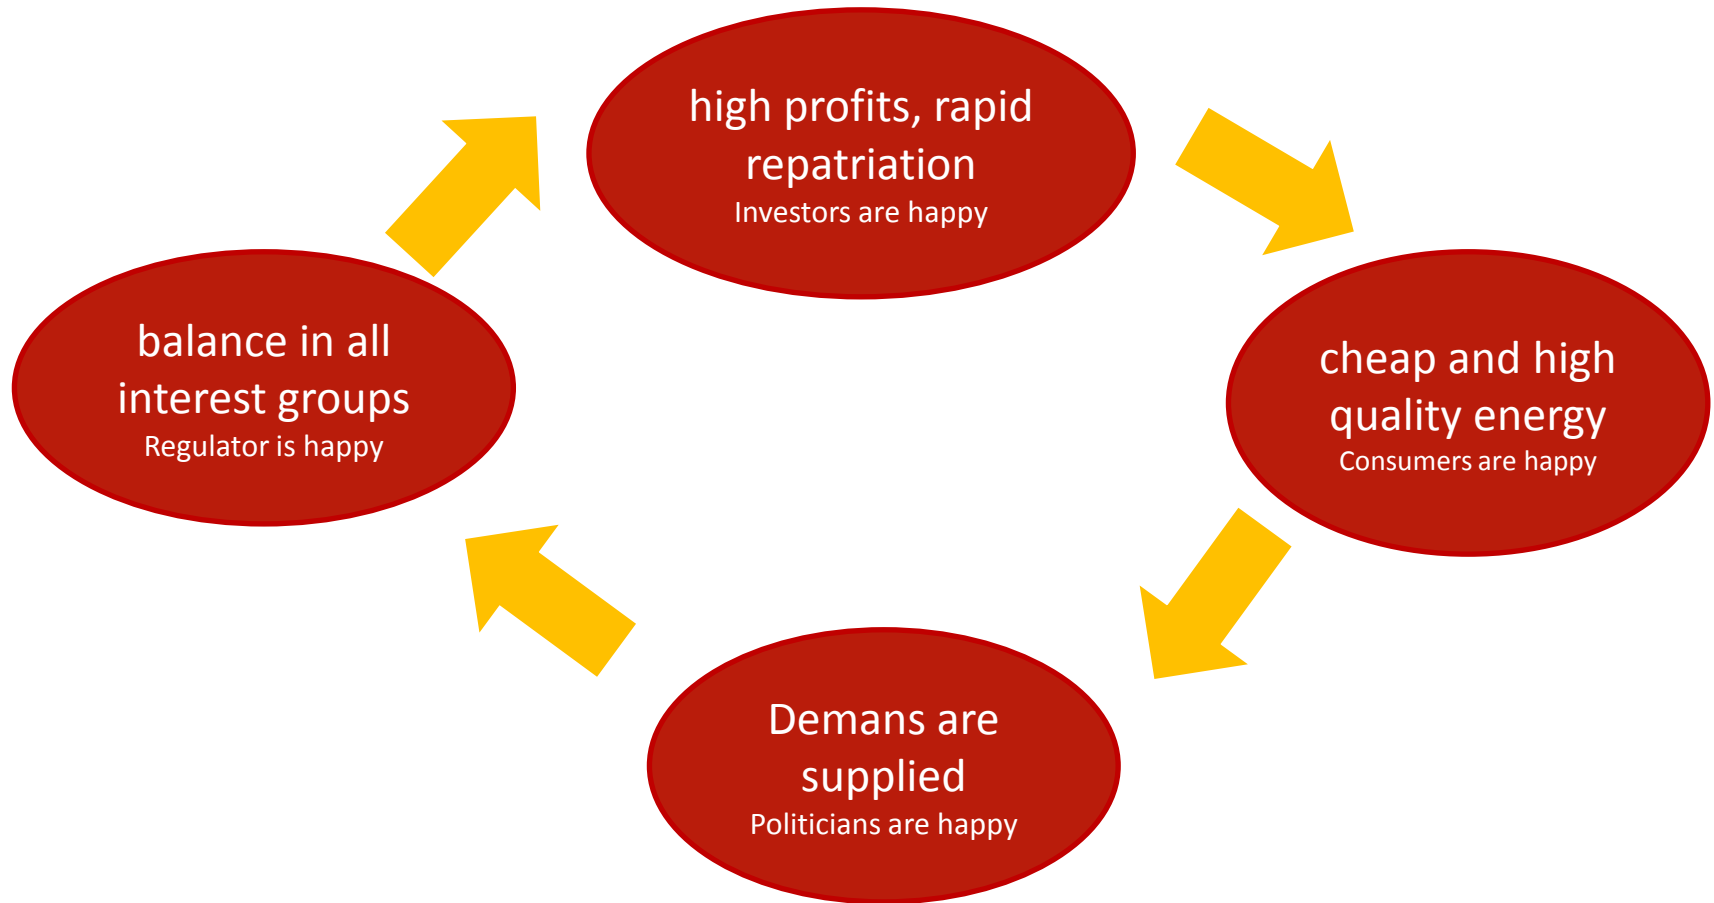 high profits, rapid
repatriation
Investors are happy
balance in all
interest groups
Regulator is happy
cheap and high
quality energy
Consumers are happy
Demans are
supplied
Politicians are happy